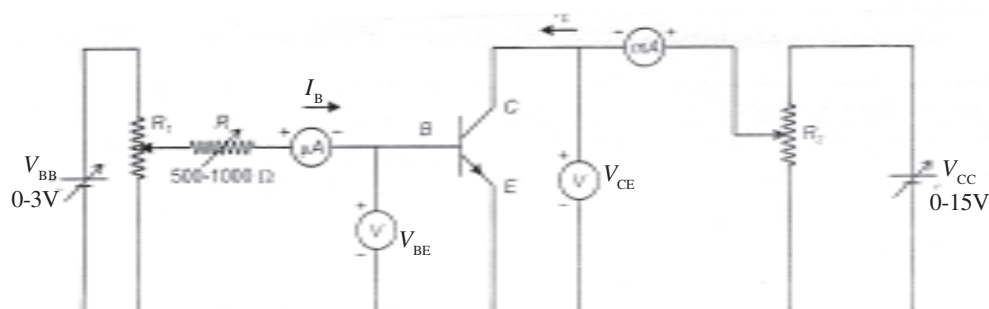 − mA +
I_B
C
R₁
R
B
+ μA −
R₂
+
V
−
V_CE
V_BB
0-3V
500-1000 Ω
E
V_CC
0-15V
+
V
−
V_BE